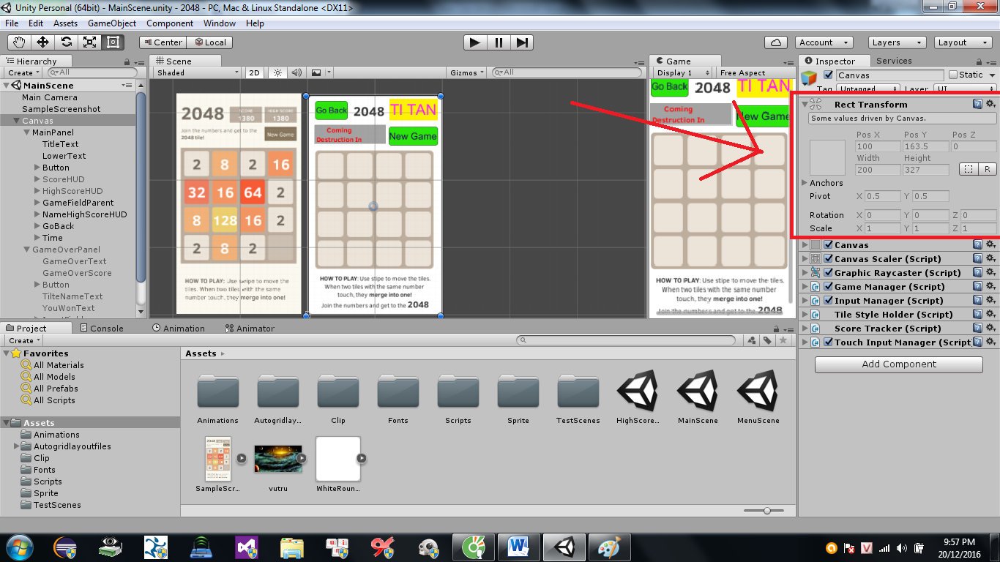 Unity Personal (64bit) - MainScene.unity - 2048 - PC, Mac & Linux Standalone <DX11>
File Edit Assets GameObject Component Window Help
Center Local Account Layers Layout
Hierarchy
Create All
MainScene
Main Camera
SampleScreenshot
Canvas
MainPanel
TitleText
LowerText
Button
ScoreHUD
HighScoreHUD
GameFieldParent
NameHighScoreHUD
GoBack
Time
GameOverPanel
GameOverText
GameOverScore
Button
TilteNameText
YouWonText
Scene
Shaded 2D Gizmos All
2048 SCORE 1380 HIGH SCORE 1380
Join the numbers and get to the
2048 tile!
New Game
2 8 2 16
32 16 64 2
8 128 16 2
2 8 2
HOW TO PLAY: Use swipe to move the
tiles. When two tiles with the same
number touch, they merge into one!
Go Back 2048 TI TAN
Coming
Destruction In
New Game
HOW TO PLAY: Use stipe to move the tiles.
When two tiles with the same number
touch, they merge into one!
Join the numbers and get to the 2048
Game
Display 1 Free Aspect
Go Back 2048 TI TAN
Coming
Destruction In
New Game
HOW TO PLAY: Use stipe to move the tiles.
When two tiles with the same number
touch, they merge into one!
Join the numbers and get to the 2048
Inspector Services
Canvas Static
Tag Untagged Layer UI
Rect Transform
Some values driven by Canvas.
Pos X Pos Y Pos Z
100 163.5 0
Width Height
200 327
R
Anchors
Pivot X 0.5 Y 0.5
Rotation X 0 Y 0 Z 0
Scale X 1 Y 1 Z 1
Canvas
Canvas Scaler (Script)
Graphic Raycaster (Script)
Game Manager (Script)
Input Manager (Script)
Tile Style Holder (Script)
Score Tracker (Script)
Touch Input Manager (Script)
Add Component
Project Console Animation Animator
Create
Favorites
All Materials
All Models
All Prefabs
All Scripts
Assets
Animations
Autogridlayoutfiles
Clip
Fonts
Scripts
Sprite
TestScenes
Assets
Animations Autogridlay... Clip Fonts Scripts Sprite TestScenes HighScore... MainScene MenuScene
SampleScr... vutru WhiteRoun...
9:57 PM
20/12/2016